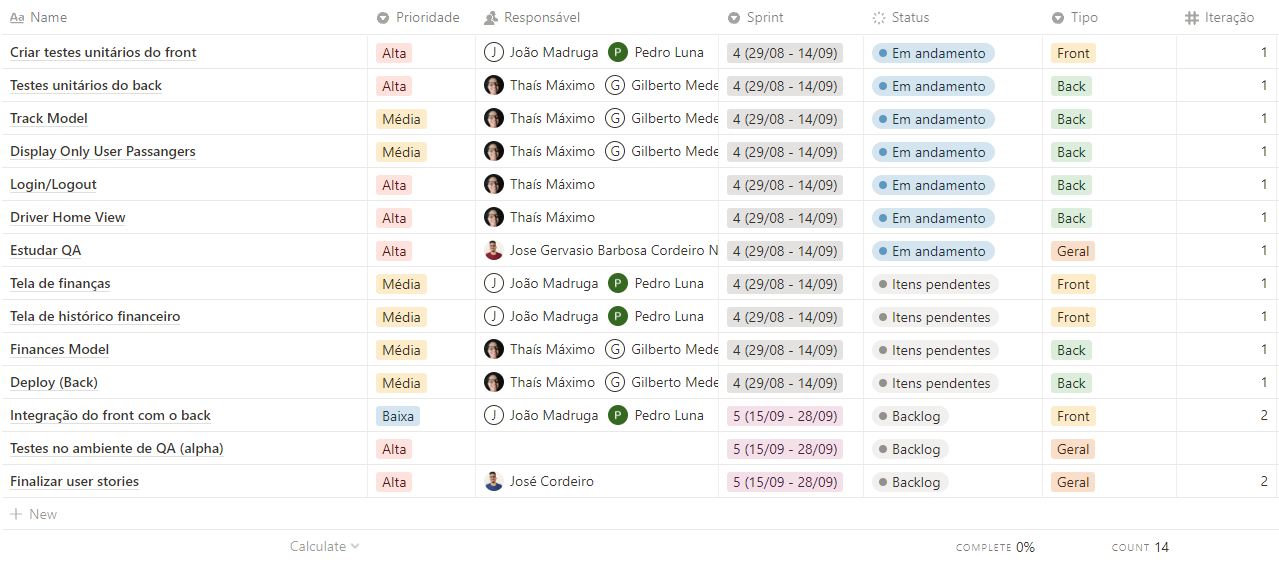 Aa Name Prioridade Responsável Sprint Status Tipo Iteração
Criar testes unitários do front Alta J João Madruga P Pedro Luna 4 (29/08 - 14/09) Em andamento Front 1
Testes unitários do back Alta Thaís Máximo G Gilberto Mede 4 (29/08 - 14/09) Em andamento Back 1
Track Model Média Thaís Máximo G Gilberto Mede 4 (29/08 - 14/09) Em andamento Back 1
Display Only User Passangers Média Thaís Máximo G Gilberto Mede 4 (29/08 - 14/09) Em andamento Back 1
Login/Logout Alta Thaís Máximo 4 (29/08 - 14/09) Em andamento Back 1
Driver Home View Alta Thaís Máximo 4 (29/08 - 14/09) Em andamento Back 1
Estudar QA Alta Jose Gervasio Barbosa Cordeiro N 4 (29/08 - 14/09) Em andamento Geral 1
Tela de finanças Média J João Madruga P Pedro Luna 4 (29/08 - 14/09) Itens pendentes Front 1
Tela de histórico financeiro Média J João Madruga P Pedro Luna 4 (29/08 - 14/09) Itens pendentes Front 1
Finances Model Média Thaís Máximo G Gilberto Mede 4 (29/08 - 14/09) Itens pendentes Back 1
Deploy (Back) Média Thaís Máximo G Gilberto Mede 4 (29/08 - 14/09) Itens pendentes Back 1
Integração do front com o back Baixa J João Madruga P Pedro Luna 5 (15/09 - 28/09) Backlog Front 2
Testes no ambiente de QA (alpha) Alta 5 (15/09 - 28/09) Backlog Geral
Finalizar user stories Alta José Cordeiro 5 (15/09 - 28/09) Backlog Geral 2
+ New
Calculate COMPLETE 0% COUNT 14